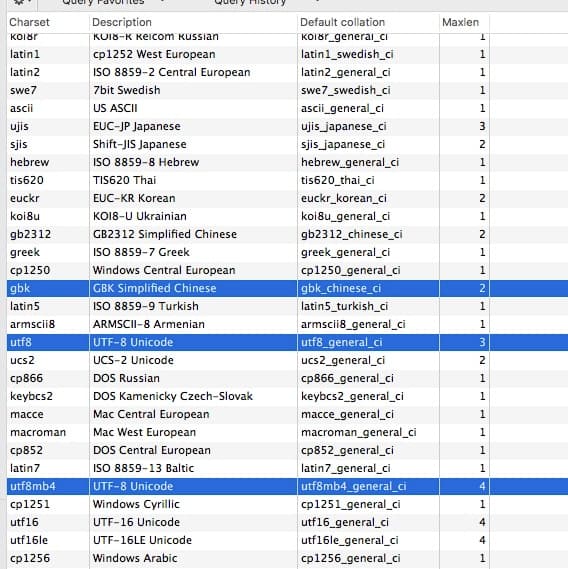 Query Favorites Query History
Charset Description Default collation Maxlen
koi8r KOI8-R Relcom Russian koi8r_general_ci 1
latin1 cp1252 West European latin1_swedish_ci 1
latin2 ISO 8859-2 Central European latin2_general_ci 1
swe7 7bit Swedish swe7_swedish_ci 1
ascii US ASCII ascii_general_ci 1
ujis EUC-JP Japanese ujis_japanese_ci 3
sjis Shift-JIS Japanese sjis_japanese_ci 2
hebrew ISO 8859-8 Hebrew hebrew_general_ci 1
tis620 TIS620 Thai tis620_thai_ci 1
euckr EUC-KR Korean euckr_korean_ci 2
koi8u KOI8-U Ukrainian koi8u_general_ci 1
gb2312 GB2312 Simplified Chinese gb2312_chinese_ci 2
greek ISO 8859-7 Greek greek_general_ci 1
cp1250 Windows Central European cp1250_general_ci 1
gbk GBK Simplified Chinese gbk_chinese_ci 2
latin5 ISO 8859-9 Turkish latin5_turkish_ci 1
armscii8 ARMSCII-8 Armenian armscii8_general_ci 1
utf8 UTF-8 Unicode utf8_general_ci 3
ucs2 UCS-2 Unicode ucs2_general_ci 2
cp866 DOS Russian cp866_general_ci 1
keybcs2 DOS Kamenicky Czech-Slovak keybcs2_general_ci 1
macce Mac Central European macce_general_ci 1
macroman Mac West European macroman_general_ci 1
cp852 DOS Central European cp852_general_ci 1
latin7 ISO 8859-13 Baltic latin7_general_ci 1
utf8mb4 UTF-8 Unicode utf8mb4_general_ci 4
cp1251 Windows Cyrillic cp1251_general_ci 1
utf16 UTF-16 Unicode utf16_general_ci 4
utf16le UTF-16LE Unicode utf16le_general_ci 4
cp1256 Windows Arabic cp1256_general_ci 1